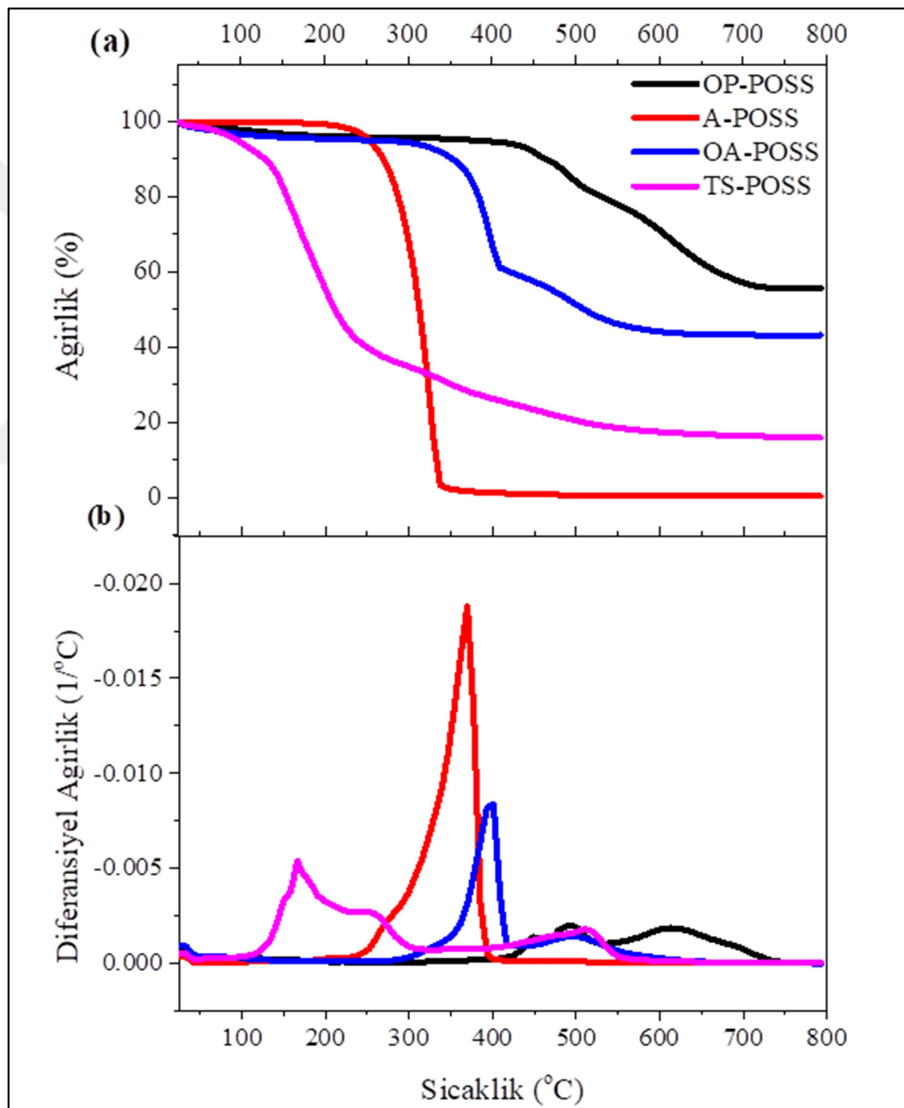 (a)
100 200 300 400 500 600 700 800
OP-POSS
A-POSS
OA-POSS
TS-POSS
100
80
60
40
20
0
Agirlik (%)
(b)
-0.020
-0.015
-0.010
-0.005
0.000
Diferansiyel Agirlik (1/°C)
100 200 300 400 500 600 700 800
Sicaklik (°C)